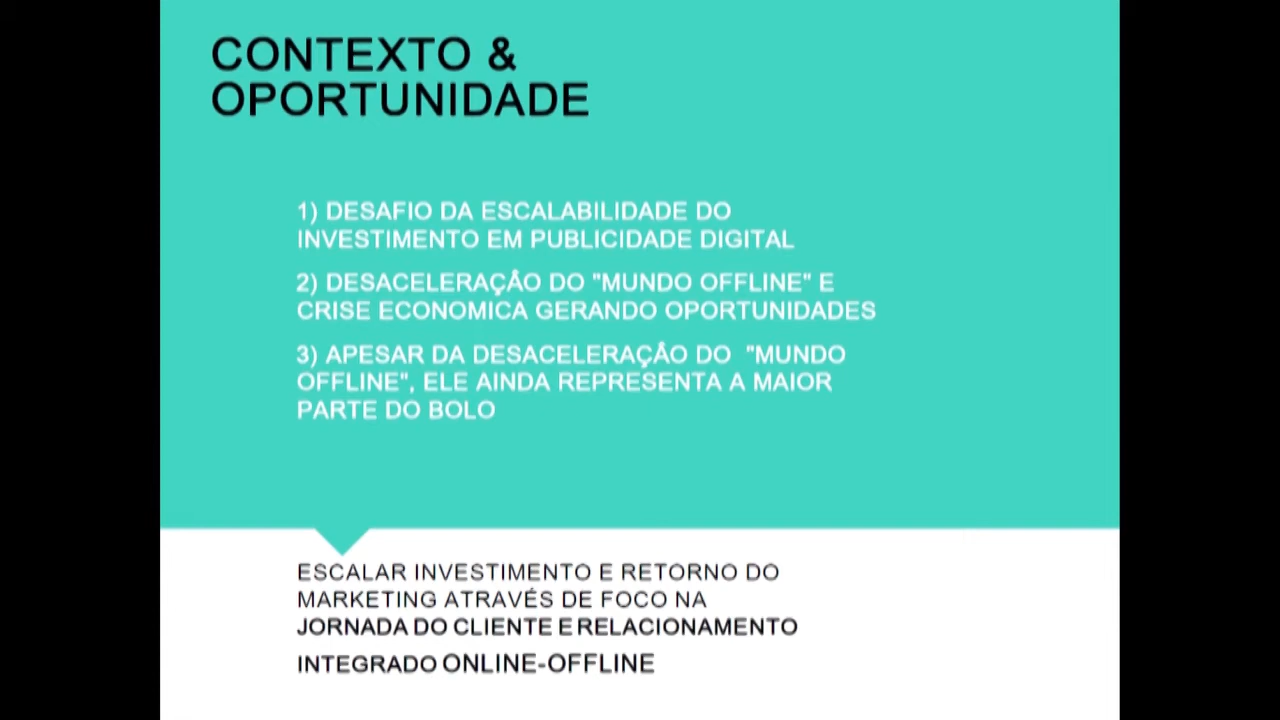 CONTEXTO &
OPORTUNIDADE
1) DESAFIO DA ESCALABILIDADE DO
INVESTIMENTO EM PUBLICIDADE DIGITAL
2) DESACELERAÇÃO DO "MUNDO OFFLINE" E
CRISE ECONOMICA GERANDO OPORTUNIDADES
3) APESAR DA DESACELERAÇÃO DO "MUNDO
OFFLINE", ELE AINDA REPRESENTA A MAIOR
PARTE DO BOLO
ESCALAR INVESTIMENTO E RETORNO DO
MARKETING ATRAVÉS DE FOCO NA
JORNADA DO CLIENTE E RELACIONAMENTO
INTEGRADO ONLINE-OFFLINE